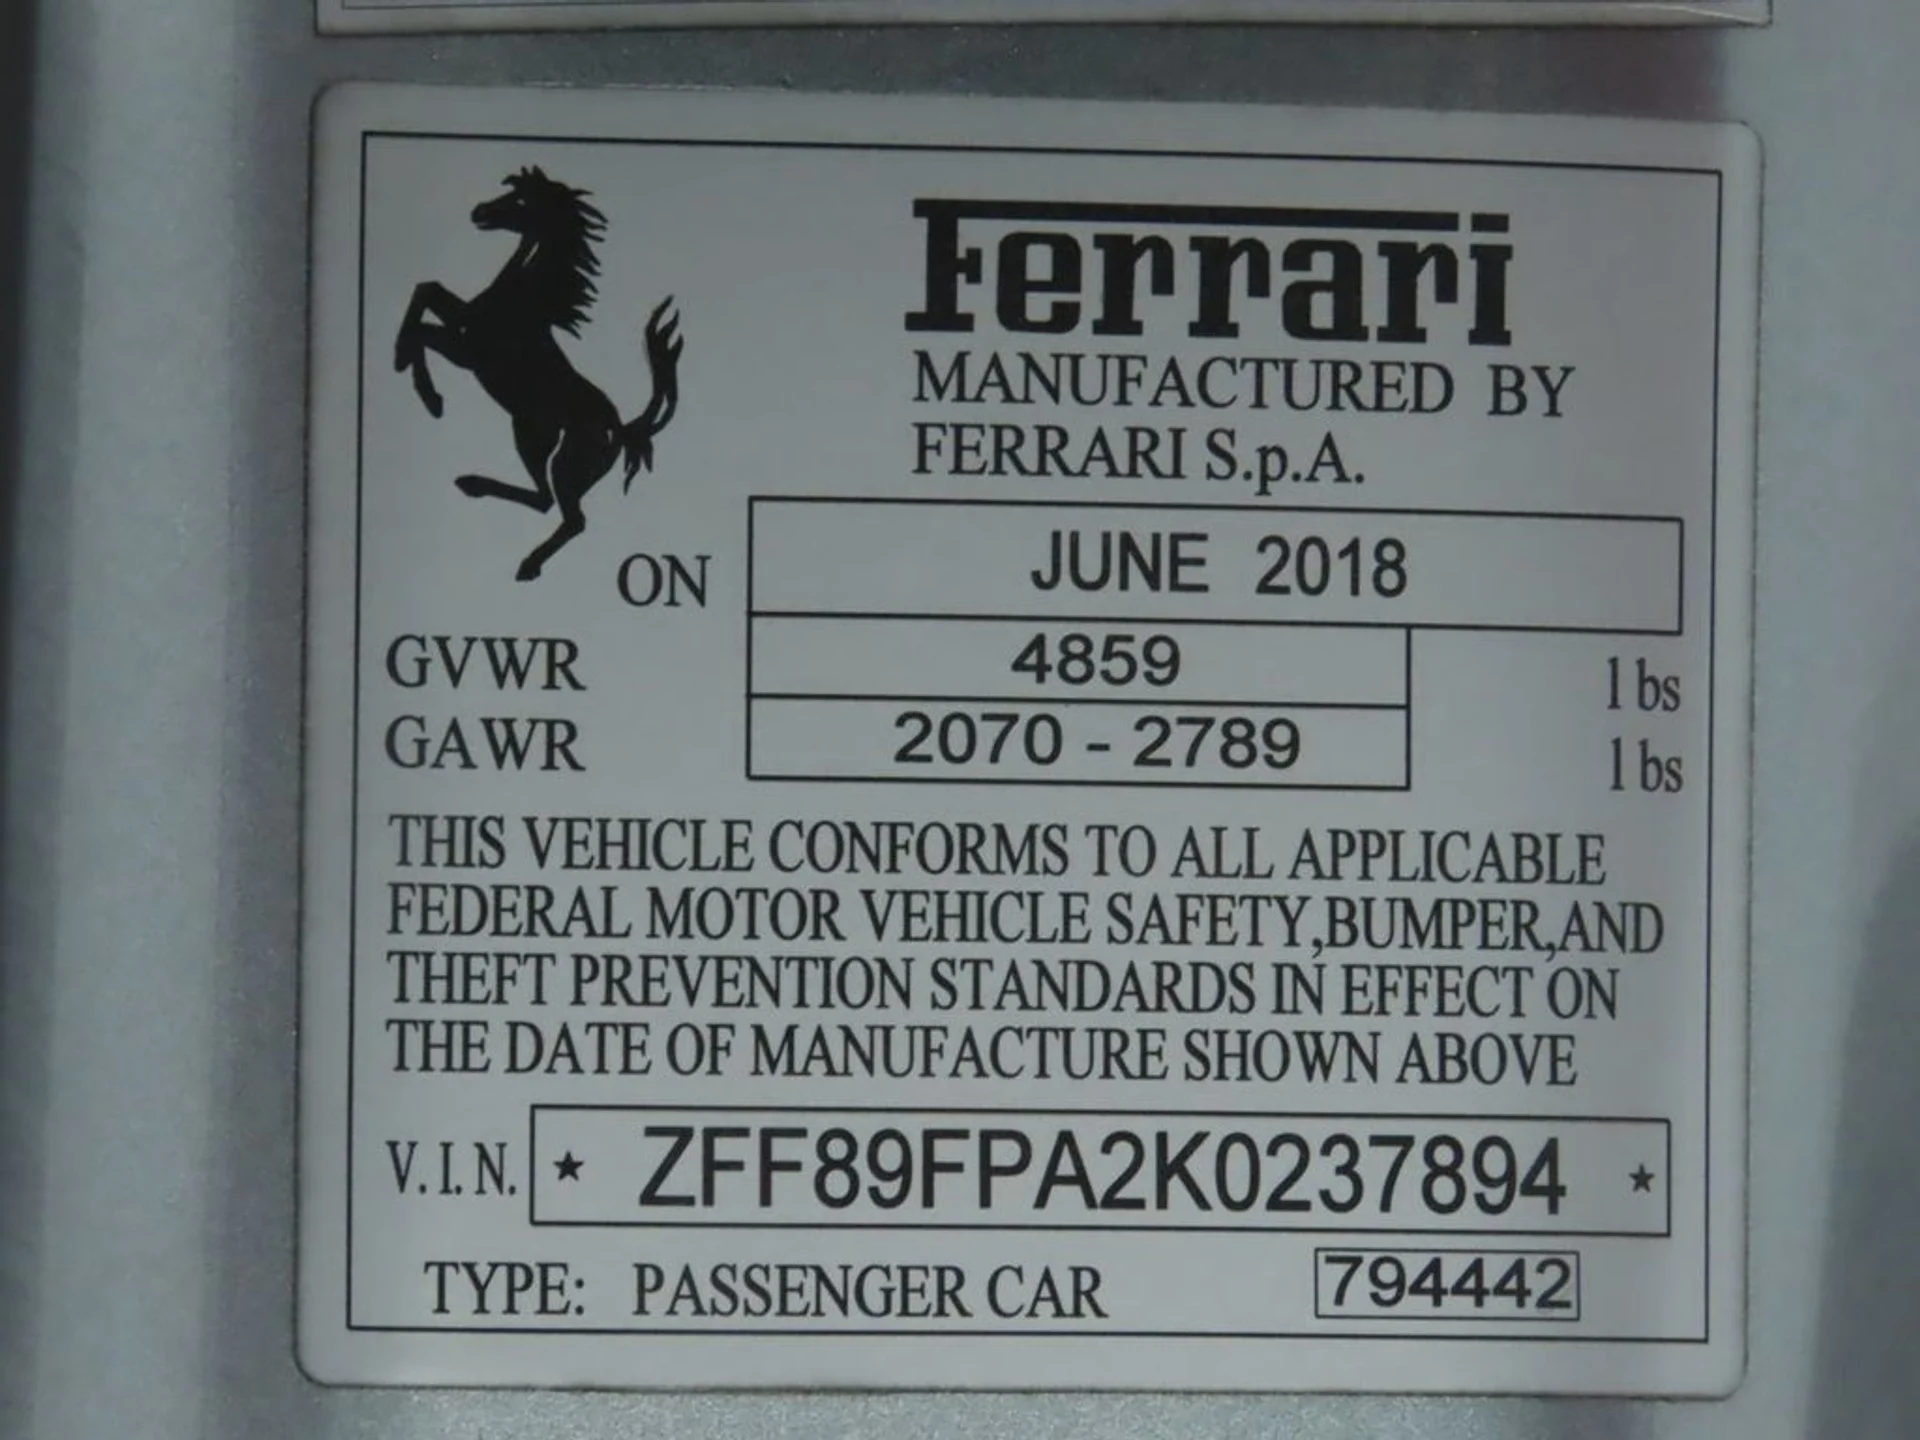 Ferrari
MANUFACTURED BY
FERRARI S.p.A.
ON JUNE 2018
GVWR 4859 lbs
GAWR 2070 - 2789 lbs
THIS VEHICLE CONFORMS TO ALL APPLICABLE
FEDERAL MOTOR VEHICLE SAFETY,BUMPER,AND
THEFT PREVENTION STANDARDS IN EFFECT ON
THE DATE OF MANUFACTURE SHOWN ABOVE
V.I.N. ★ ZFF89FPA2K0237894 ★
TYPE: PASSENGER CAR 794442